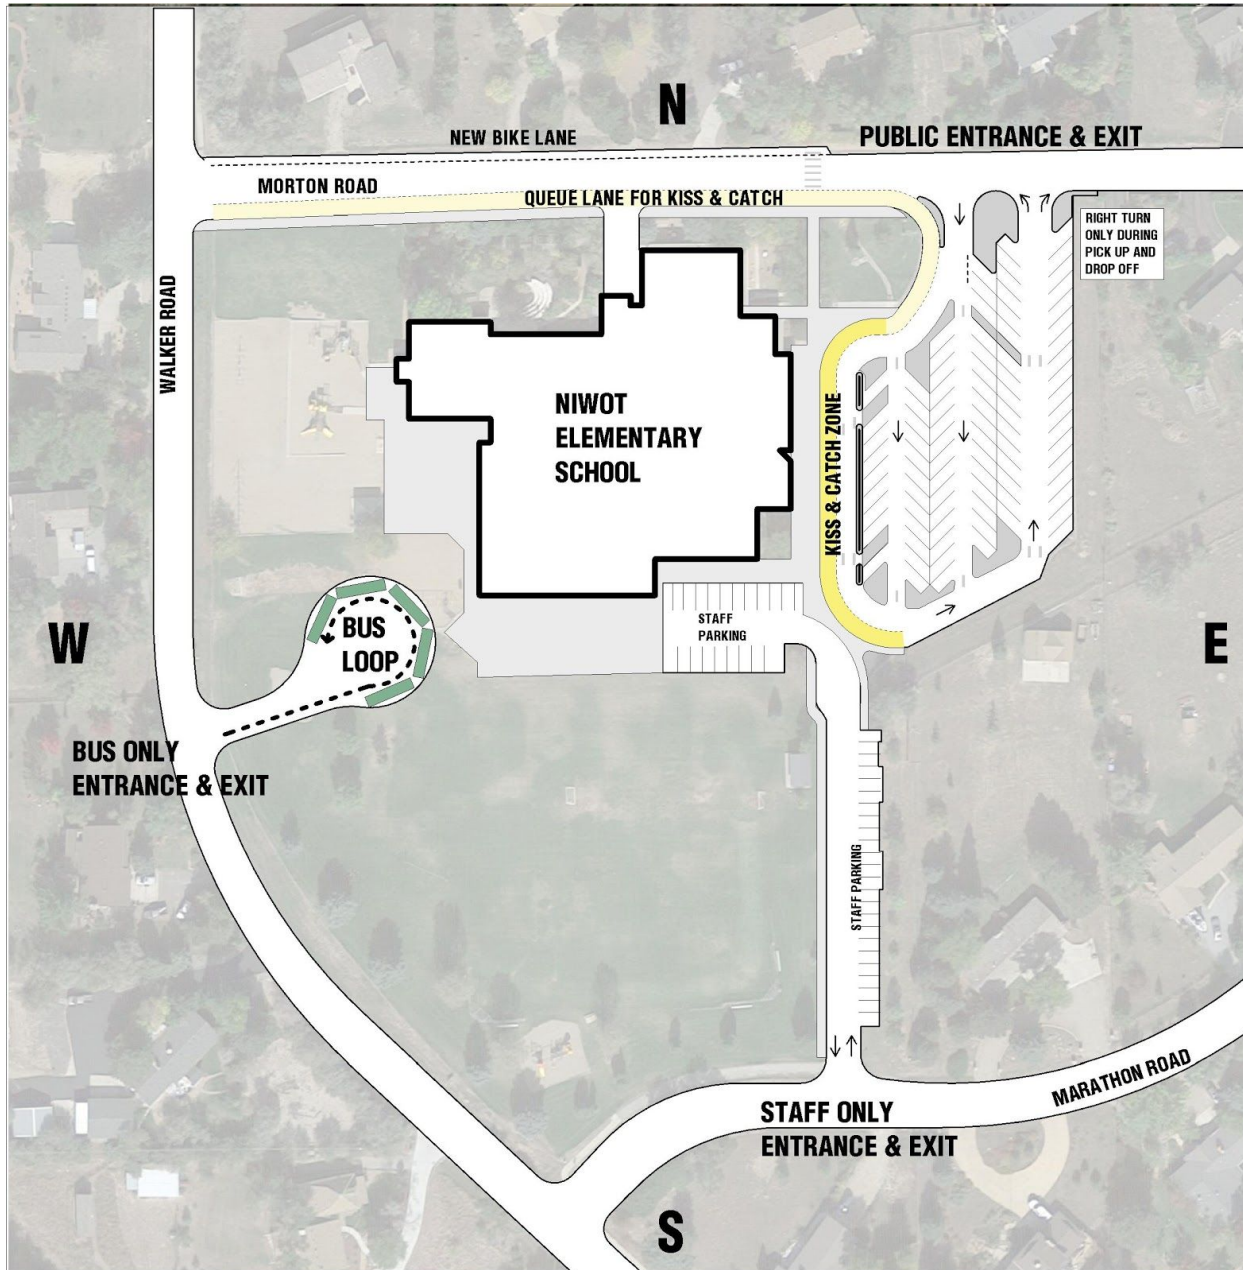 N
NEW BIKE LANE
PUBLIC ENTRANCE & EXIT
MORTON ROAD
QUEUE LANE FOR KISS & CATCH
RIGHT TURN
ONLY DURING
PICK UP AND
DROP OFF
WALKER ROAD
NIWOT
ELEMENTARY
SCHOOL
KISS & CATCH ZONE
STAFF
PARKING
W
BUS
LOOP
E
BUS ONLY
ENTRANCE & EXIT
STAFF PARKING
MARATHON ROAD
STAFF ONLY
ENTRANCE & EXIT
S